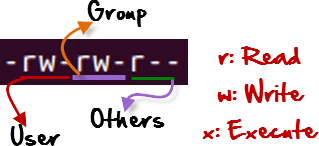 Group
-rw-rw-r--
User
Others
r: Read
w: Write
x: Execute